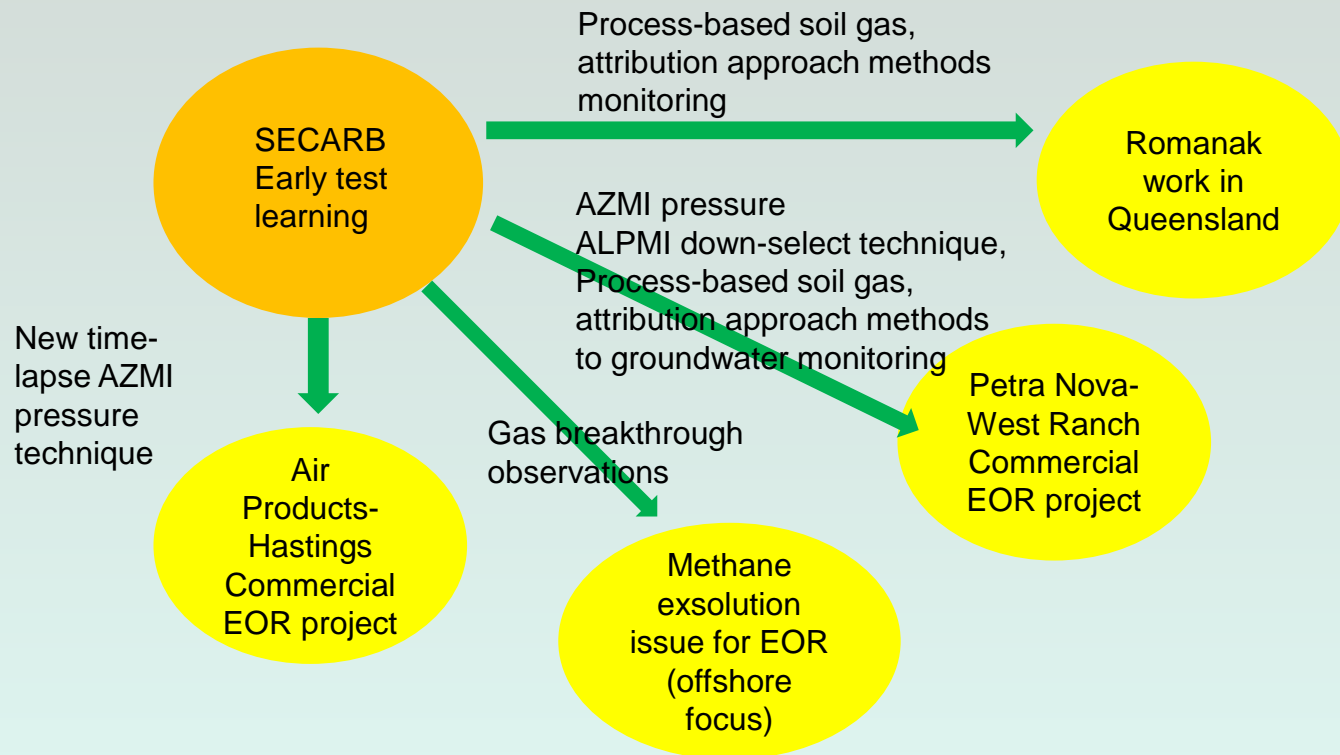 Process-based soil gas,
attribution approach methods
monitoring
SECARB
Early test
learning
Romanak
work in
Queensland
AZMI pressure
ALPMI down-select technique,
Process-based soil gas,
attribution approach methods
to groundwater monitoring
New time-
lapse AZMI
pressure
technique
Gas breakthrough
observations
Petra Nova-
West Ranch
Commercial
EOR project
Air
Products-
Hastings
Commercial
EOR project
Methane
exsolution
issue for EOR
(offshore
focus)